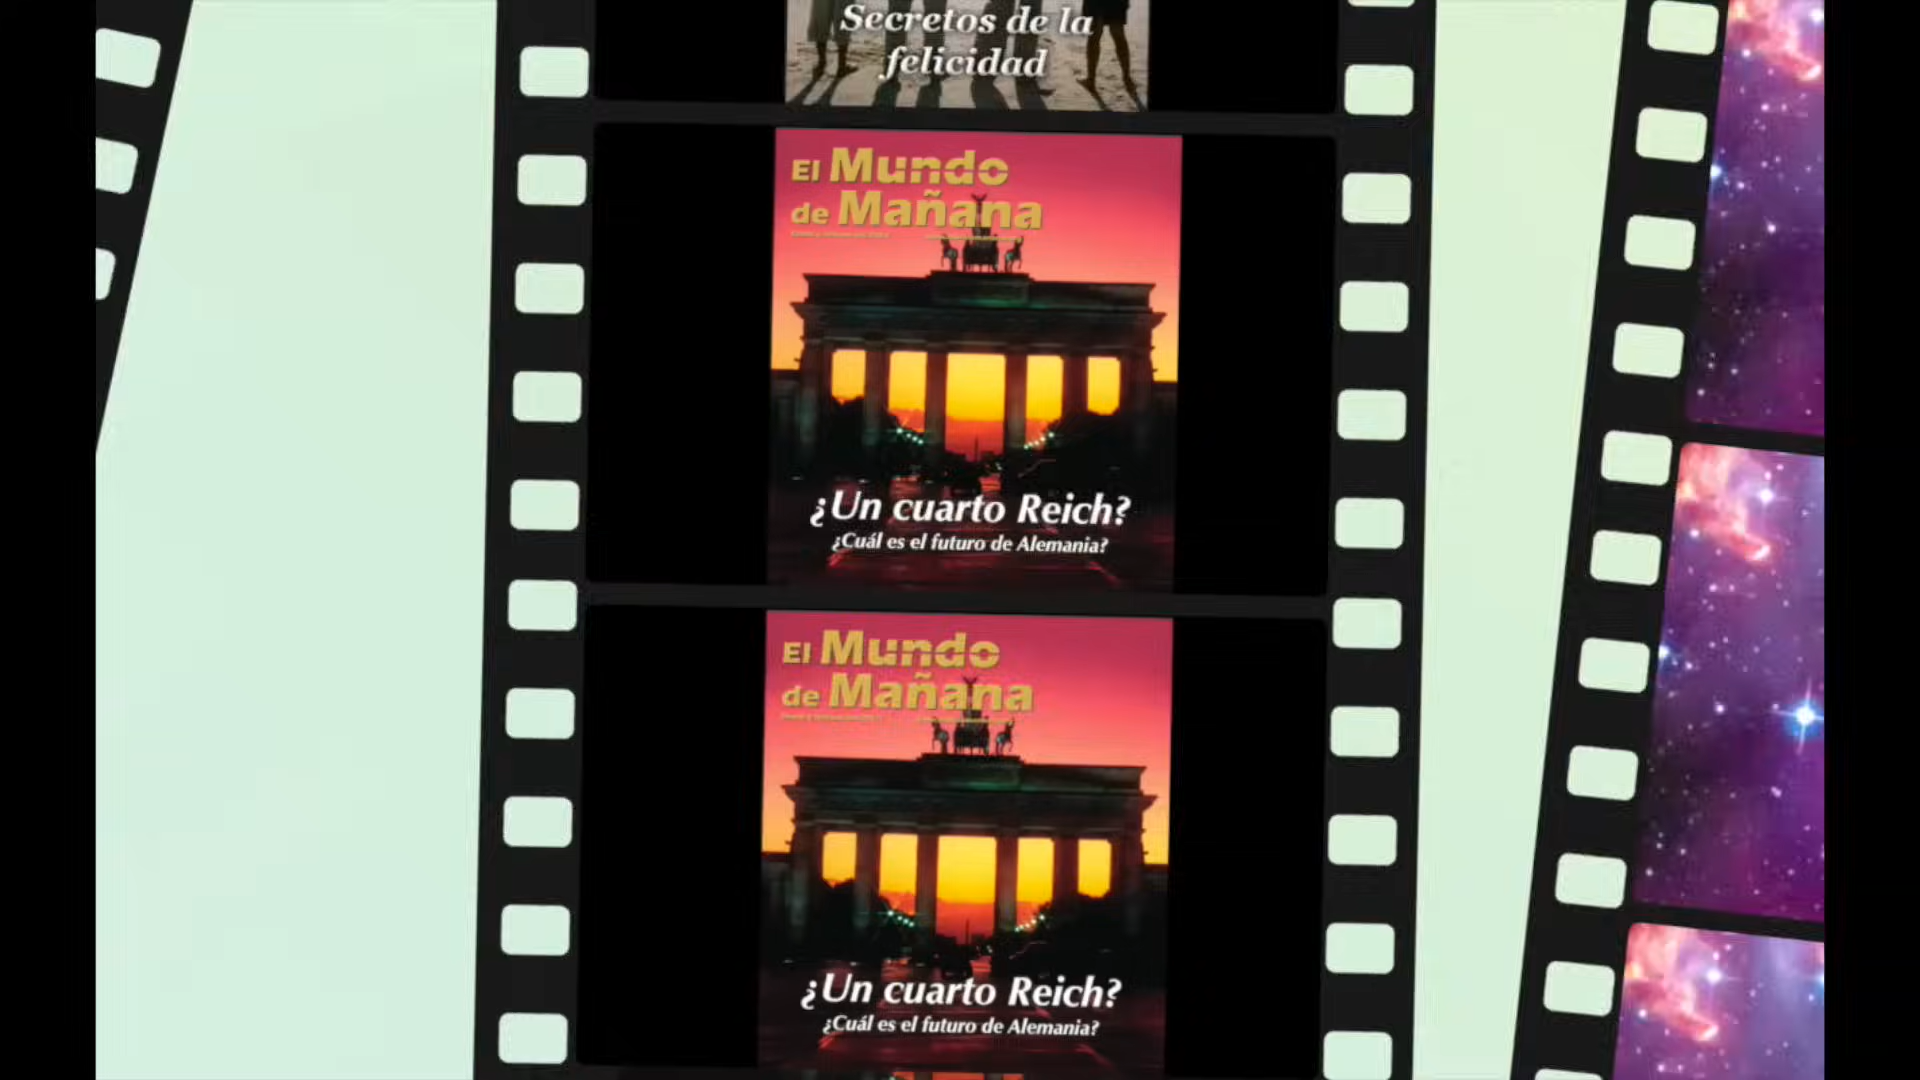 Secretos de la
felicidad
El Mundo
de Mañana
¿Un cuarto Reich?
¿Cuál es el futuro de Alemania?
El Mundo
de Mañana
¿Un cuarto Reich?
¿Cuál es el futuro de Alemania?